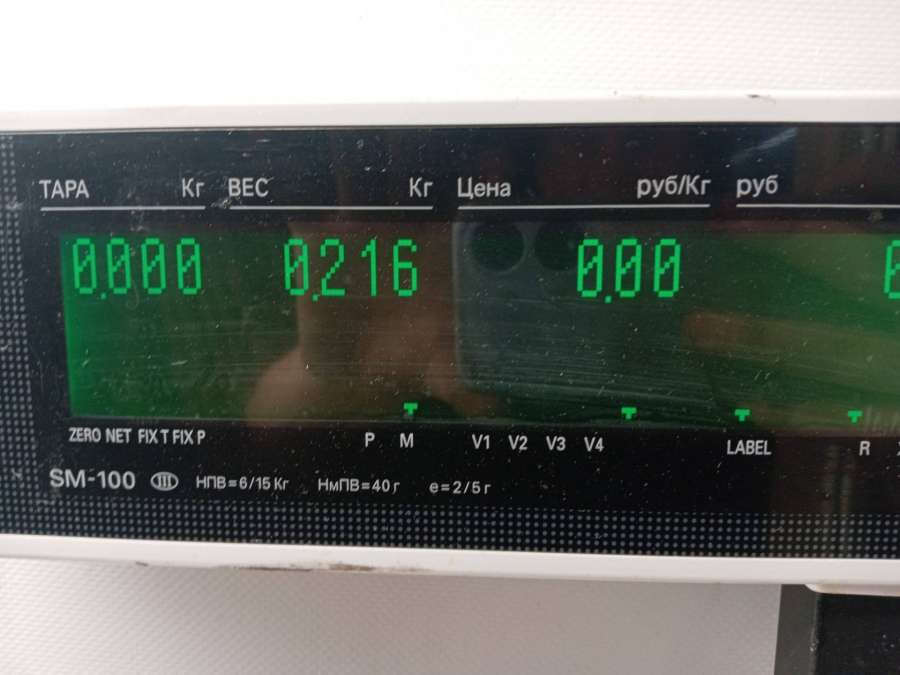 ТАРА Кг ВЕС Кг Цена руб/Кг руб
0.000 0.216 0.00
ZERO NET FIX T FIX P P M V1 V2 V3 V4 LABEL R
SM-100 III НПВ=6/15 Кг НмПВ=40 г е=2/5 г